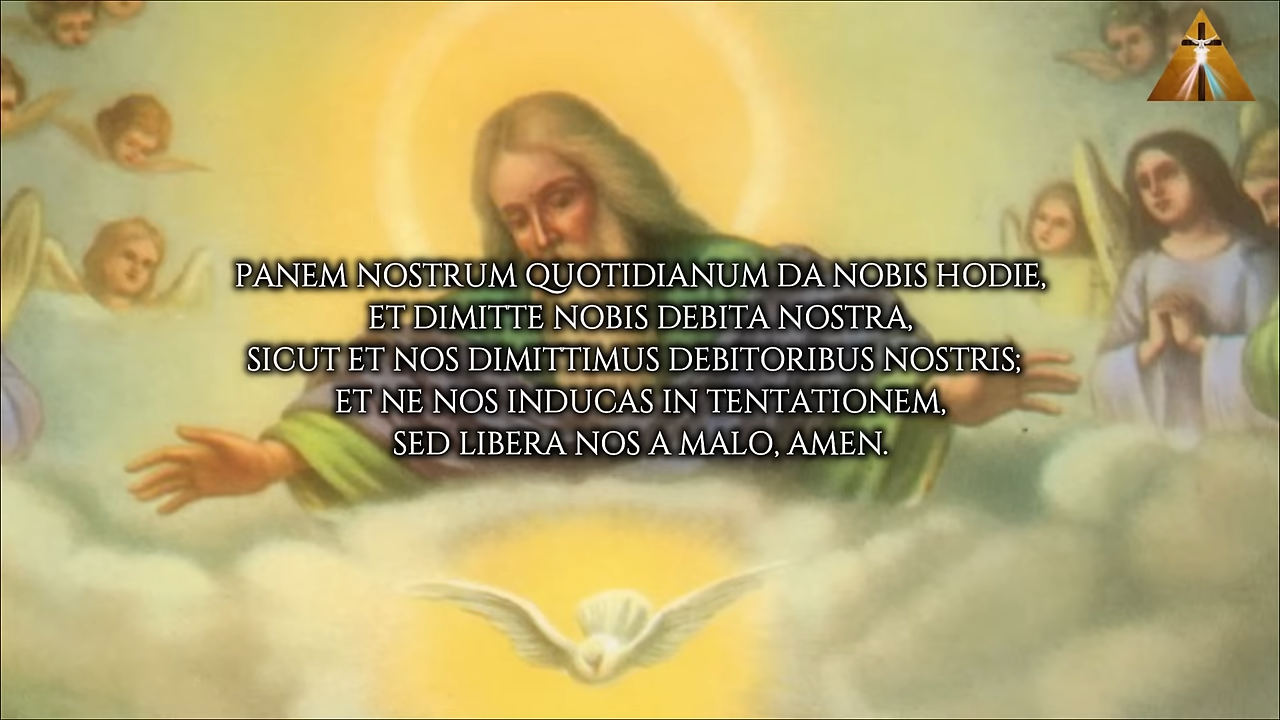 PANEM NOSTRUM QUOTIDIANUM DA NOBIS HODIE,
ET DIMITTE NOBIS DEBITA NOSTRA,
SICUT ET NOS DIMITTIMUS DEBITORIBUS NOSTRIS;
ET NE NOS INDUCAS IN TENTATIONEM,
SED LIBERA NOS A MALO, AMEN.